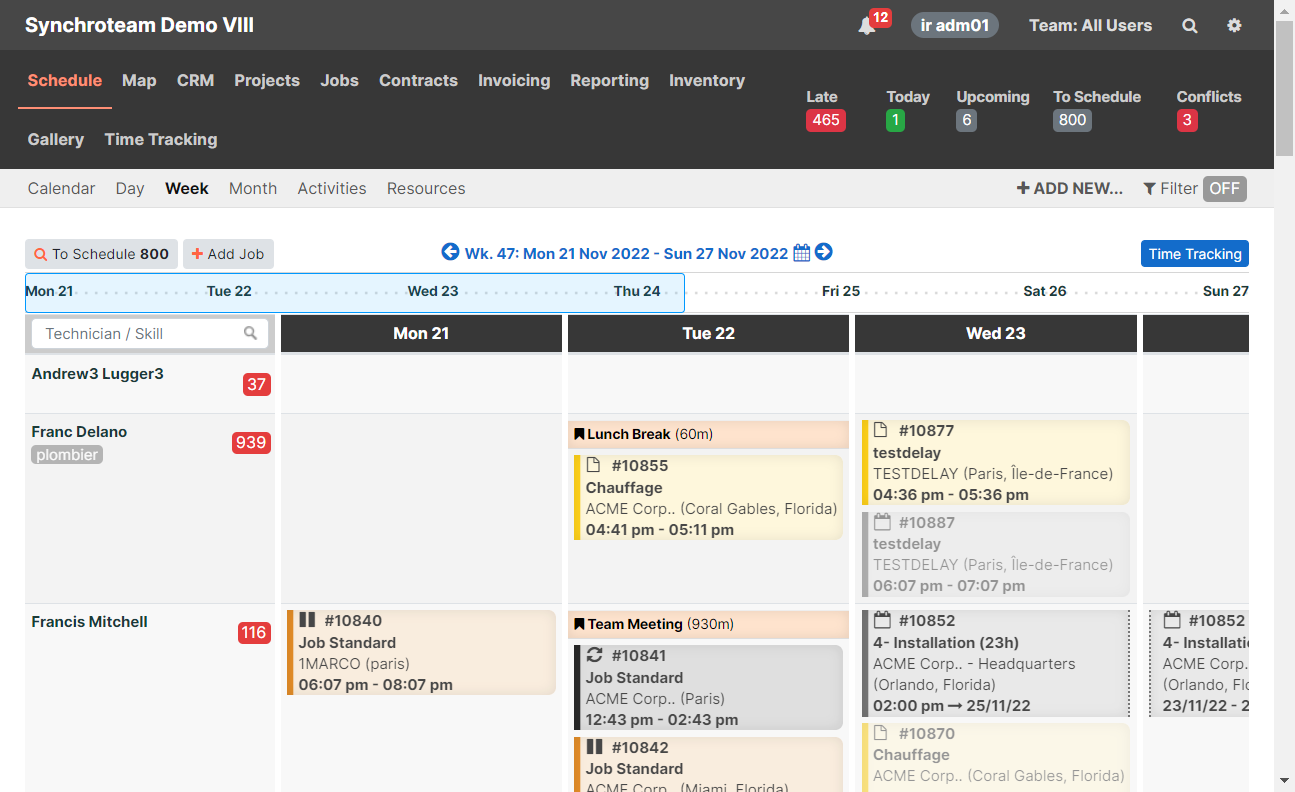 Synchroteam Demo VIII
12
ir adm01
Team: All Users
Schedule Map CRM Projects Jobs Contracts Invoicing Reporting Inventory
Gallery Time Tracking
Late Today Upcoming To Schedule Conflicts
465 1 6 800 3
Calendar Day Week Month Activities Resources
+ ADD NEW... Filter OFF
To Schedule 800
+ Add Job
Wk. 47: Mon 21 Nov 2022 - Sun 27 Nov 2022
Time Tracking
Mon 21 Tue 22 Wed 23 Thu 24 Fri 25 Sat 26 Sun 27
Technician / Skill
Mon 21 Tue 22 Wed 23
Andrew3 Lugger3
37
Franc Delano
plombier
939
Lunch Break (60m)
#10855
Chauffage
ACME Corp.. (Coral Gables, Florida)
04:41 pm - 05:11 pm
#10877
testdelay
TESTDELAY (Paris, Île-de-France)
04:36 pm - 05:36 pm
#10887
testdelay
TESTDELAY (Paris, Île-de-France)
06:07 pm - 07:07 pm
Francis Mitchell
116
#10840
Job Standard
1MARCO (paris)
06:07 pm - 08:07 pm
Team Meeting (930m)
#10841
Job Standard
ACME Corp.. (Paris)
12:43 pm - 02:43 pm
#10842
Job Standard
ACME Corp.. (Miami, Florida)
#10852
4- Installation (23h)
ACME Corp.. - Headquarters
(Orlando, Florida)
02:00 pm → 25/11/22
#10870
Chauffage
ACME Corp.. (Coral Gables, Florida)
#10852
4- Installatic
ACME Corp.
(Orlando, Flo
23/11/22 - 2